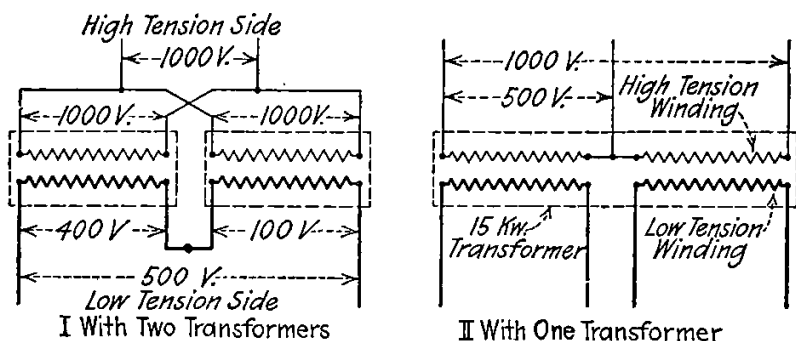 High Tension Side
1000 V.
1000 V.
1000 V.
400 V
100 V.
500 V.
Low Tension Side
I With Two Transformers
1000 V.
500 V.
High Tension
Winding
15 Kw.
Transformer
Low Tension
Winding
II With One Transformer